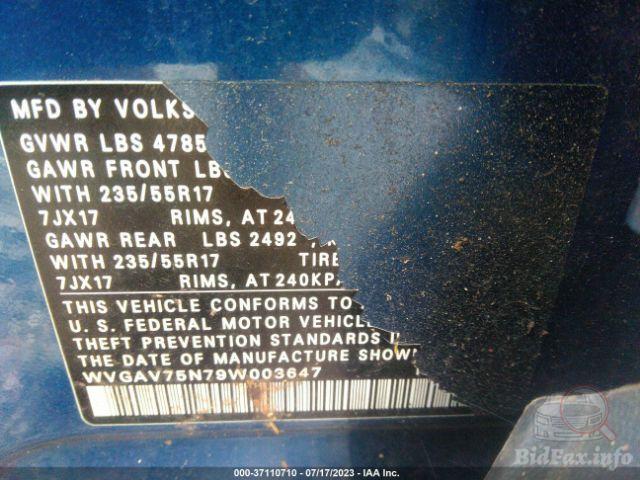 MFD BY VOLKS
GVWR LBS 4785
GAWR FRONT LBS
WITH 235/55R17
7JX17 RIMS, AT 24
GAWR REAR LBS 2492
WITH 235/55R17 TIRE
7JX17 RIMS, AT 240KPA
THIS VEHICLE CONFORMS TO
U. S. FEDERAL MOTOR VEHICLE
THEFT PREVENTION STANDARDS I
THE DATE OF MANUFACTURE SHOW
WVGAV75N79W003647
BidFax.info
000-37110710 - 07/17/2023 - IAA Inc.